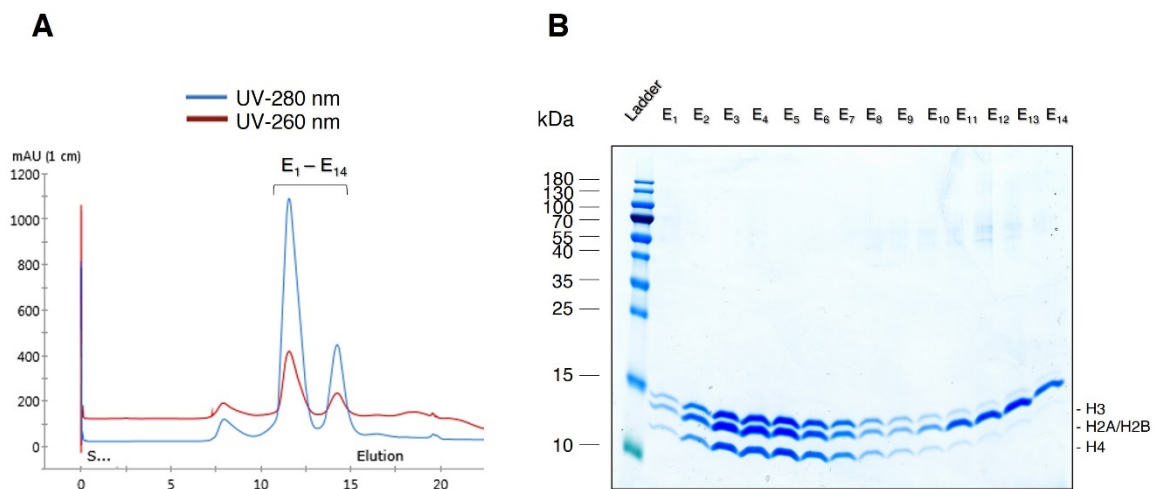 A
UV-280 nm
UV-260 nm
mAU (1 cm)
E₁ – E₁₄
1200
1000
800
600
400
200
0
S...
Elution
0 5 10 15 20
B
kDa
Ladder E₁ E₂ E₃ E₄ E₅ E₆ E₇ E₈ E₉ E₁₀ E₁₁ E₁₂ E₁₃ E₁₄
180
130
100
70
55
40
35
25
15
10
- H3
- H2A/H2B
- H4